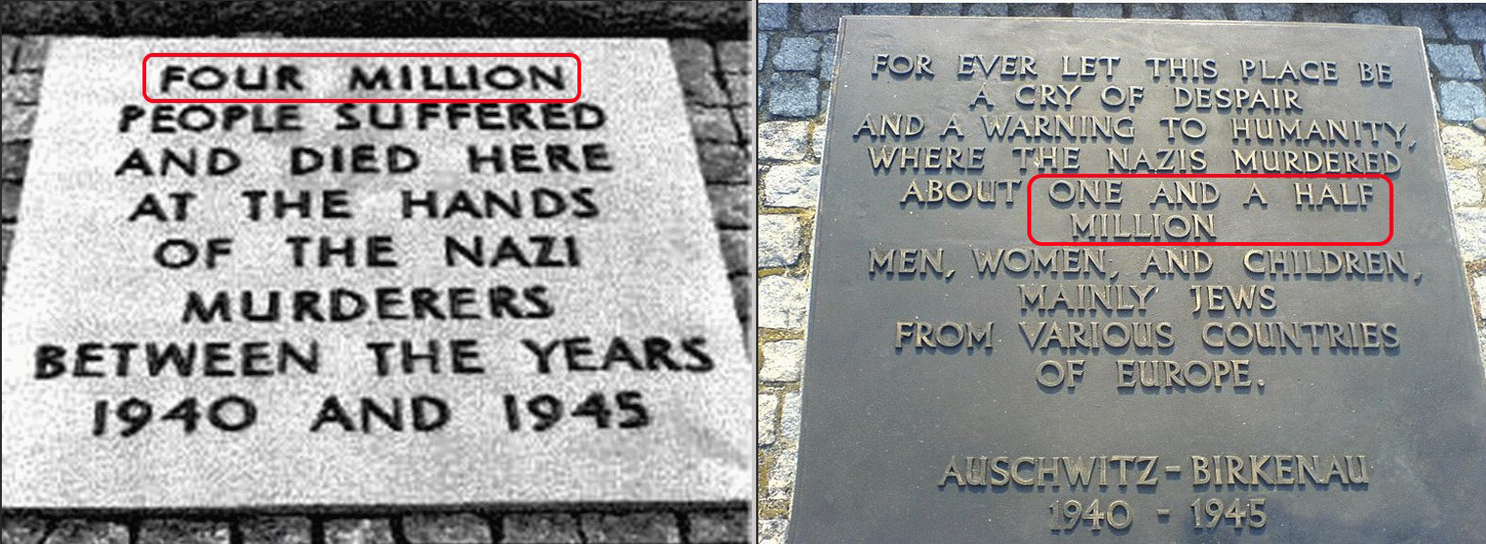 FOUR MILLION
PEOPLE SUFFERED
AND DIED HERE
AT THE HANDS
OF THE NAZI
MURDERERS
BETWEEN THE YEARS
1940 AND 1945
FOR EVER LET THIS PLACE BE
A CRY OF DESPAIR
AND A WARNING TO HUMANITY,
WHERE THE NAZIS MURDERED
ABOUT ONE AND A HALF
MILLION
MEN, WOMEN, AND CHILDREN,
MAINLY JEWS
FROM VARIOUS COUNTRIES
OF EUROPE.
AUSCHWITZ-BIRKENAU
1940 - 1945